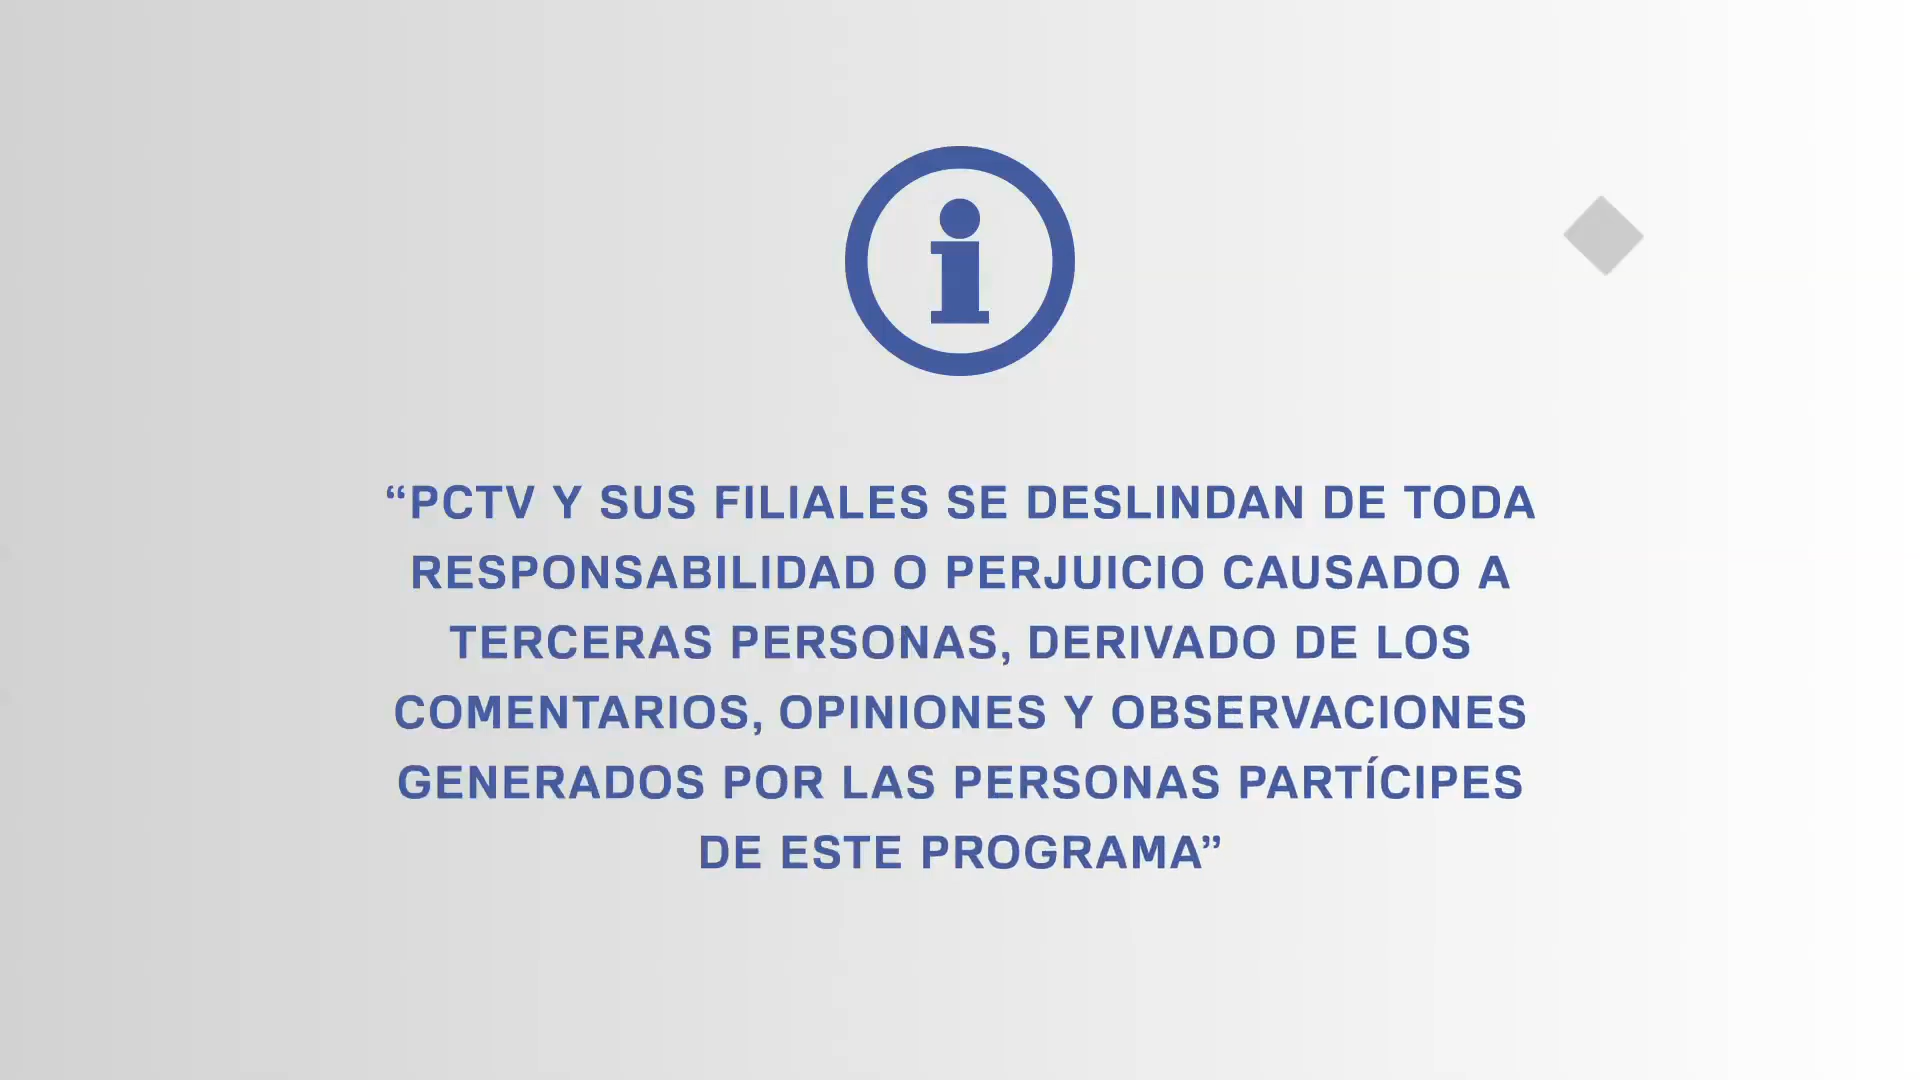 “PCTV Y SUS FILIALES SE DESLINDAN DE TODA
RESPONSABILIDAD O PERJUICIO CAUSADO A
TERCERAS PERSONAS, DERIVADO DE LOS
COMENTARIOS, OPINIONES Y OBSERVACIONES
GENERADOS POR LAS PERSONAS PARTÍCIPES
DE ESTE PROGRAMA”